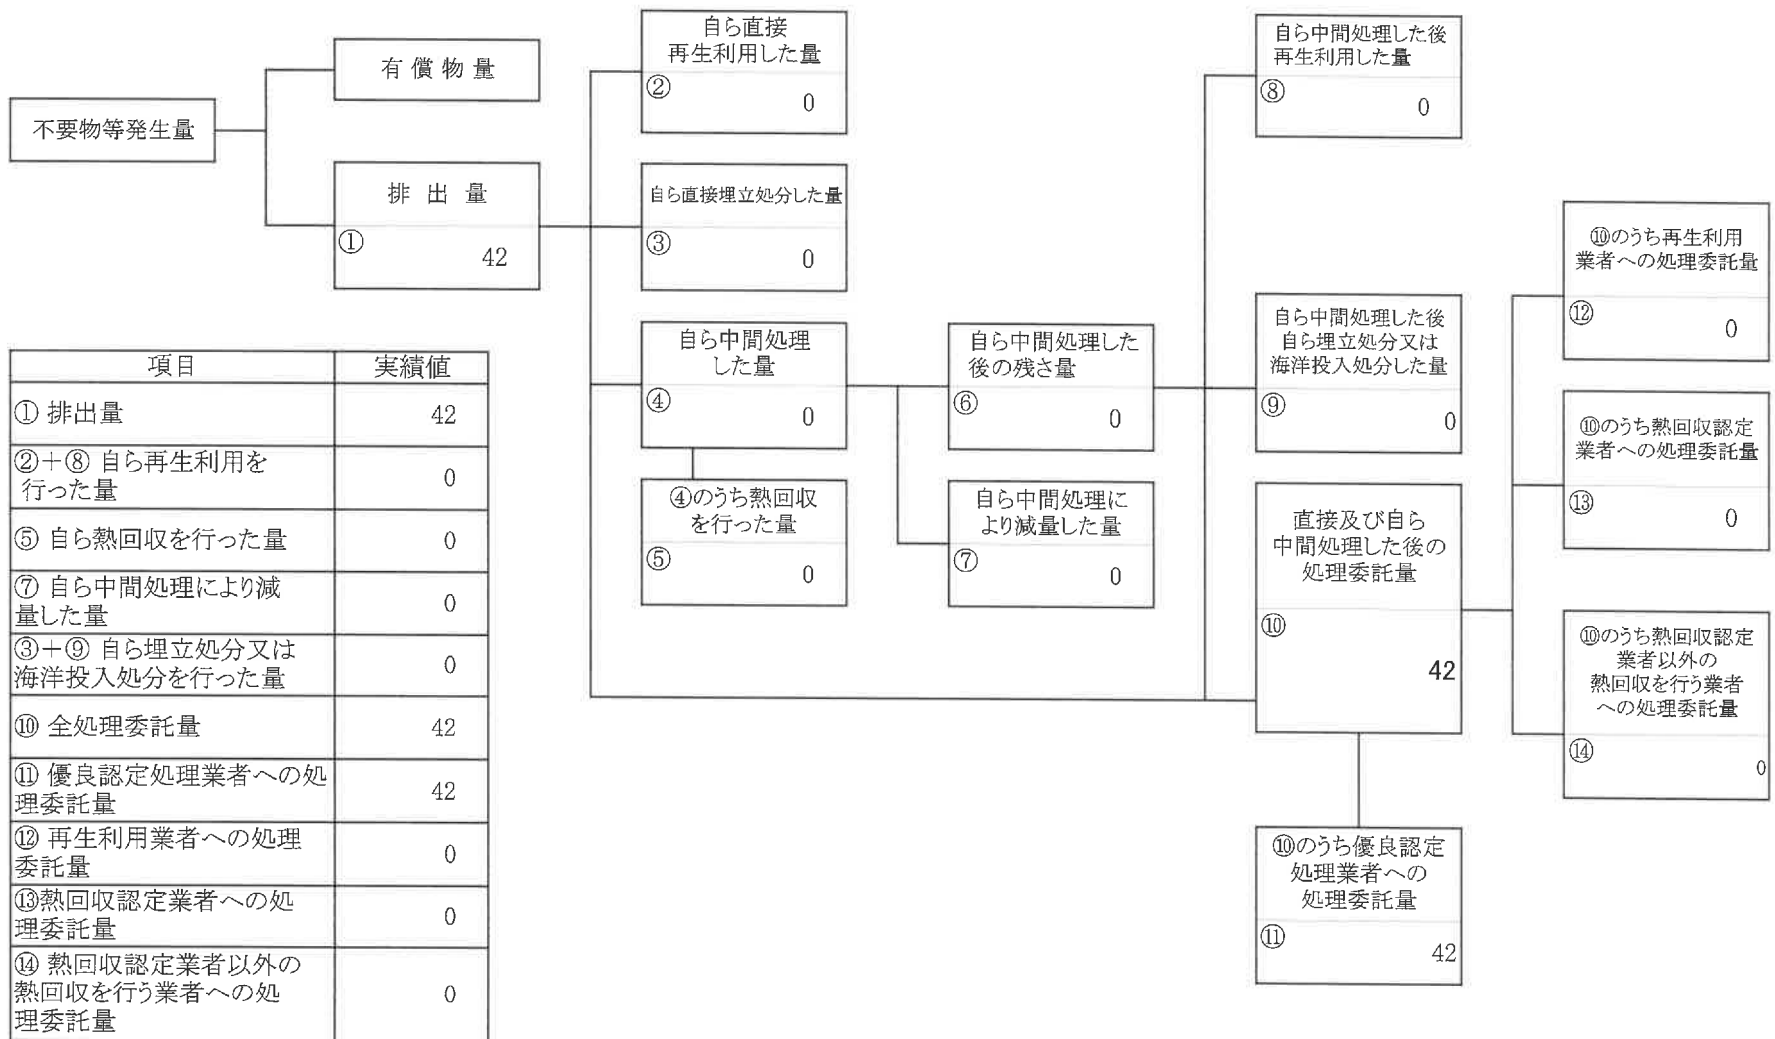 不要物等発生量
有 償 物 量
排 出 量
①
42
自ら直接
再生利用した量
②
0
自ら直接埋立処分した量
③
0
自ら中間処理
した量
④
0
④のうち熱回収
を行った量
⑤
0
自ら中間処理した
後の残さ量
⑥
0
自ら中間処理に
より減量した量
⑦
0
自ら中間処理した後
再生利用した量
⑧
0
自ら中間処理した後
自ら埋立処分又は
海洋投入処分した量
⑨
0
直接及び自ら
中間処理した後の
処理委託量
⑩
42
⑩のうち優良認定
処理業者への
処理委託量
⑪
42
⑩のうち再生利用
業者への処理委託量
⑫
0
⑩のうち熱回収認定
業者への処理委託量
⑬
0
⑩のうち熱回収認定
業者以外の
熱回収を行う業者
への処理委託量
⑭
0
項目 実績値
① 排出量 42
②＋⑧ 自ら再生利用を
行った量 0
⑤ 自ら熱回収を行った量 0
⑦ 自ら中間処理により減
量した量 0
③＋⑨ 自ら埋立処分又は
海洋投入処分を行った量 0
⑩ 全処理委託量 42
⑪ 優良認定処理業者への処
理委託量 42
⑫ 再生利用業者への処理
委託量 0
⑬熱回収認定業者への処
理委託量 0
⑭ 熱回収認定業者以外の
熱回収を行う業者への処
理委託量 0